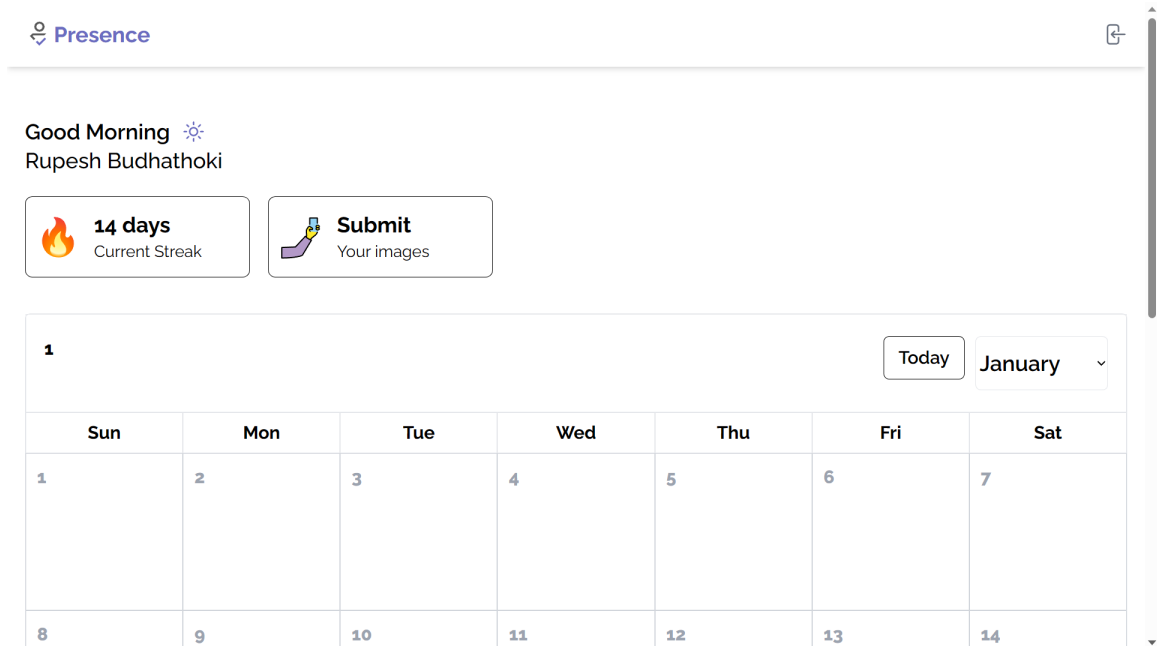 Presence
Good Morning
Rupesh Budhathoki
14 days
Current Streak
Submit
Your images
1
Today
January
Sun Mon Tue Wed Thu Fri Sat
1 2 3 4 5 6 7
8 9 10 11 12 13 14